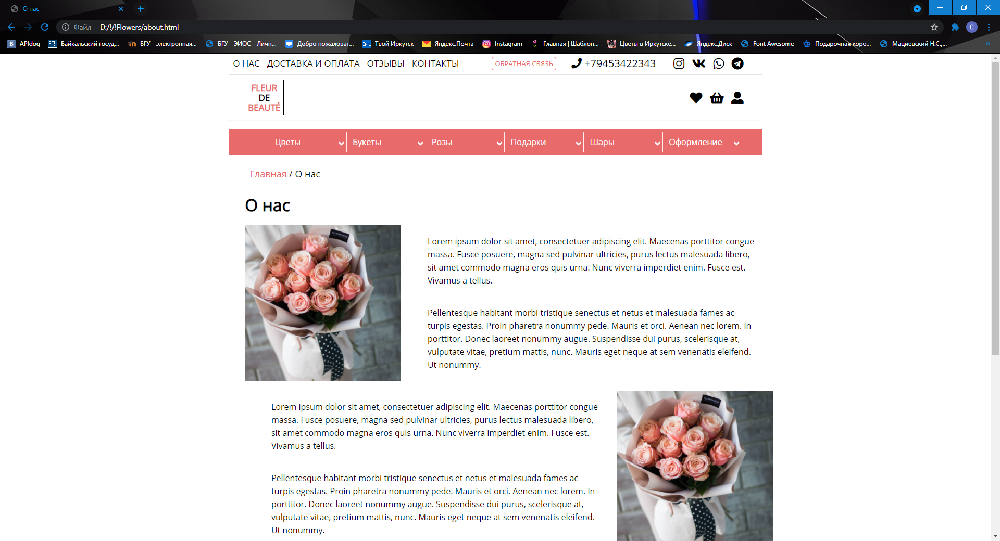 О нас
Файл D:/!/!Flowers/about.html
APIdog Байкальский госуд... БГУ - электронная... БГУ - ЭИОС - Личн... Добро пожаловат... Твой Иркутск Яндекс.Почта Instagram Главная | Шаблон... Цветы в Иркутске... Яндекс.Диск Font Awesome Подарочная коро... Мациевский Н.С.,... »
О НАС ДОСТАВКА И ОПЛАТА ОТЗЫВЫ КОНТАКТЫ ОБРАТНАЯ СВЯЗЬ +79453422343
FLEUR
DE
BEAUTÉ
Цветы Букеты Розы Подарки Шары Оформление
Главная / О нас
О нас
Lorem ipsum dolor sit amet, consectetuer adipiscing elit. Maecenas porttitor congue
massa. Fusce posuere, magna sed pulvinar ultricies, purus lectus malesuada libero,
sit amet commodo magna eros quis urna. Nunc viverra imperdiet enim. Fusce est.
Vivamus a tellus.
Pellentesque habitant morbi tristique senectus et netus et malesuada fames ac
turpis egestas. Proin pharetra nonummy pede. Mauris et orci. Aenean nec lorem. In
porttitor. Donec laoreet nonummy augue. Suspendisse dui purus, scelerisque at,
vulputate vitae, pretium mattis, nunc. Mauris eget neque at sem venenatis eleifend.
Ut nonummy.
Lorem ipsum dolor sit amet, consectetuer adipiscing elit. Maecenas porttitor congue
massa. Fusce posuere, magna sed pulvinar ultricies, purus lectus malesuada libero,
sit amet commodo magna eros quis urna. Nunc viverra imperdiet enim. Fusce est.
Vivamus a tellus.
Pellentesque habitant morbi tristique senectus et netus et malesuada fames ac
turpis egestas. Proin pharetra nonummy pede. Mauris et orci. Aenean nec lorem. In
porttitor. Donec laoreet nonummy augue. Suspendisse dui purus, scelerisque at,
vulputate vitae, pretium mattis, nunc. Mauris eget neque at sem venenatis eleifend.
Ut nonummy.